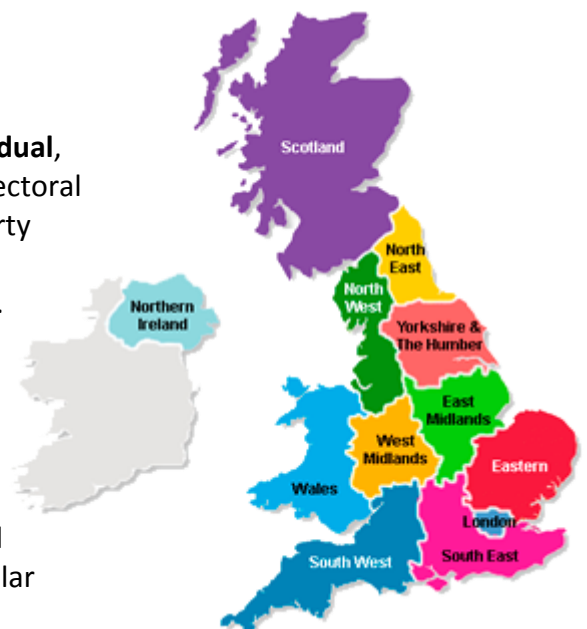 dual,
ectoral
rty
.
l
lar
Scotland
North
East
North
West
Northern
Ireland
Yorkshire &
The Humber
East
Midlands
West
Midlands
Eastern
Wales
London
South West
South East